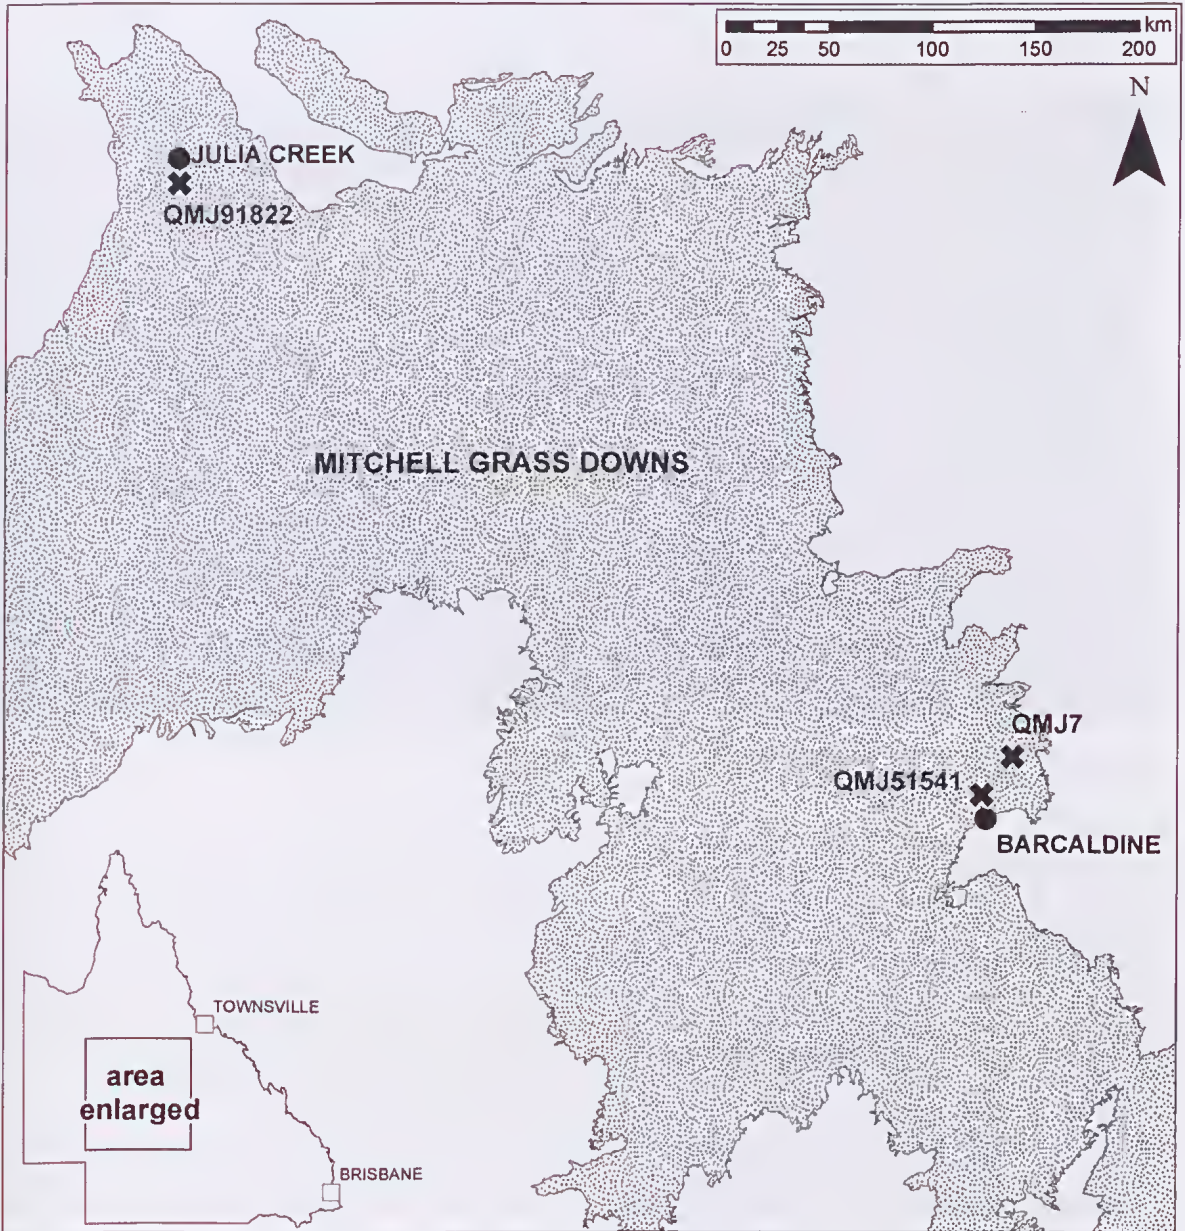 km
0 25 50 100 150 200
N
JULIA CREEK
QMJ91822
MITCHELL GRASS DOWNS
QMJ7
QMJ51541
BARCALDINE
TOWNSVILLE
area
enlarged
BRISBANE